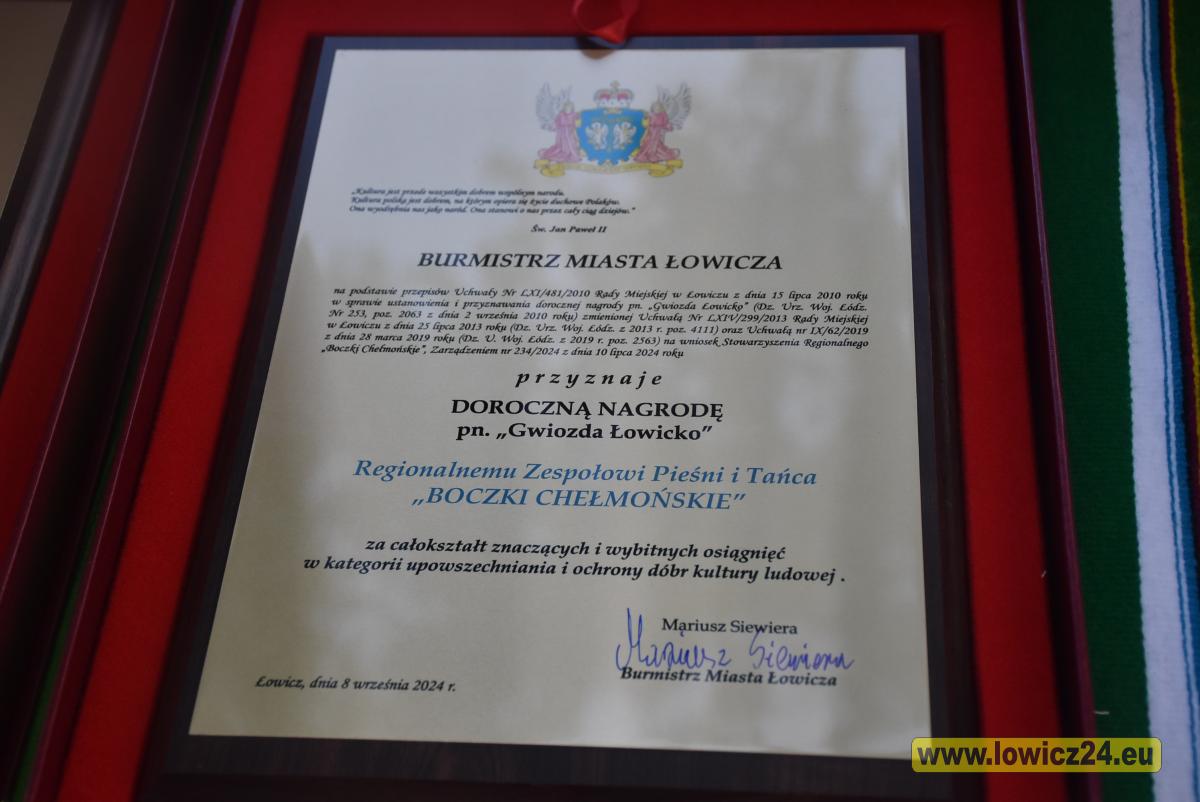 „Kultura jest przede wszystkim dobrem wspólnym narodu.
Kultura polska jest dobrem, na którym opiera się życie duchowe Polaków.
Ona wyodrębnia nas jako naród. Ona stanowi o nas przez cały ciąg dziejów."
Św. Jan Paweł II
BURMISTRZ MIASTA ŁOWICZA
na podstawie przepisów Uchwały Nr LXI/481/2010 Rady Miejskiej w Łowiczu z dnia 15 lipca 2010 roku
w sprawie ustanowienia i przyznawania dorocznej nagrody pn. „Gwiozda Łowicko" (Dz. Urz. Woj. Łódz.
Nr 253, poz. 2063 z dnia 2 września 2010 roku) zmienionej Uchwałą Nr LXIV/299/2013 Rady Miejskiej
w Łowiczu z dnia 25 lipca 2013 roku (Dz. Urz. Woj. Łódz. z 2013 r. poz. 4111) oraz Uchwałą nr IX/62/2019
z dnia 28 marca 2019 roku (Dz. U. Woj. Łódz. z 2019 r. poz. 2563) na wniosek Stowarzyszenia Regionalnego
„Boczki Chełmońskie", Zarządzeniem nr 234/2024 z dnia 10 lipca 2024 roku
przyznaje
DOROCZNĄ NAGRODĘ
pn. „Gwiozda Łowicko"
Regionalnemu Zespołowi Pieśni i Tańca
„BOCZKI CHEŁMOŃSKIE"
za całokształt znaczących i wybitnych osiągnięć
w kategorii upowszechniania i ochrony dóbr kultury ludowej .
Mariusz Siewiera
Mariusz Siewiera
Burmistrz Miasta Łowicza
Łowicz, dnia 8 września 2024 r.
www.lowicz24.eu